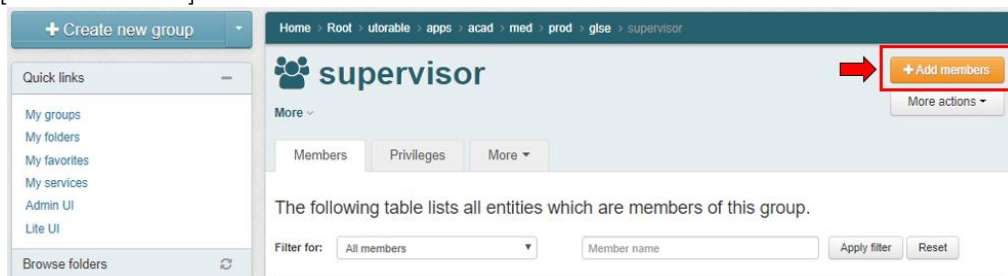 + Create new group
Home > Root > utorable > apps > acad > med > prod > glse > supervisor
Quick links
supervisor
+ Add members
More actions
My groups
More
My folders
My favorites
My services
Admin UI
Lite UI
Members Privileges More
The following table lists all entities which are members of this group.
Filter for: All members Member name Apply filter Reset
Browse folders